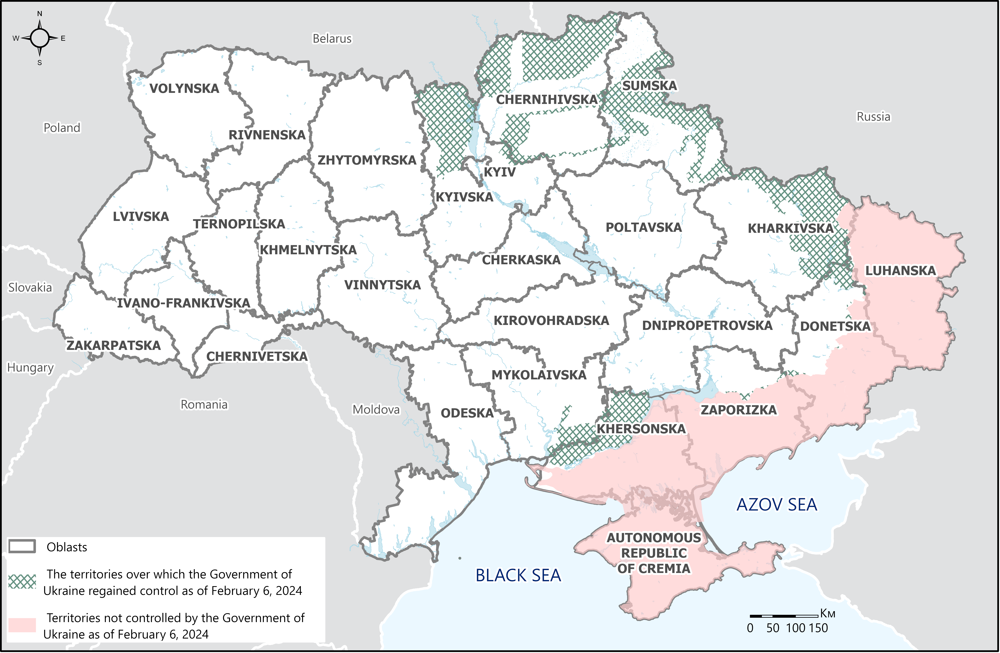 N
W E
S
Belarus
Poland
Russia
Slovakia
Hungary
Romania
Moldova
VOLYNSKA
RIVNENSKA
ZHYTOMYRSKA
CHERNIHIVSKA
SUMSKA
KYIV
KYIVSKA
LVIVSKA
TERNOPILSKA
KHMELNYTSKA
POLTAVSKA
KHARKIVSKA
LUHANSKA
CHERKASKA
VINNYTSKA
IVANO-FRANKIVSKA
ZAKARPATSKA
CHERNIVETSKA
KIROVOHRADSKA
DNIPROPETROVSKA
DONETSKA
MYKOLAIVSKA
ODESKA
KHERSONSKA
ZAPORIZKA
AUTONOMOUS
REPUBLIC
OF CREMIA
AZOV SEA
BLACK SEA
Oblasts
The territories over which the Government of
Ukraine regained control as of February 6, 2024
Territories not controlled by the Government of
Ukraine as of February 6, 2024
Км
0 50 100 150